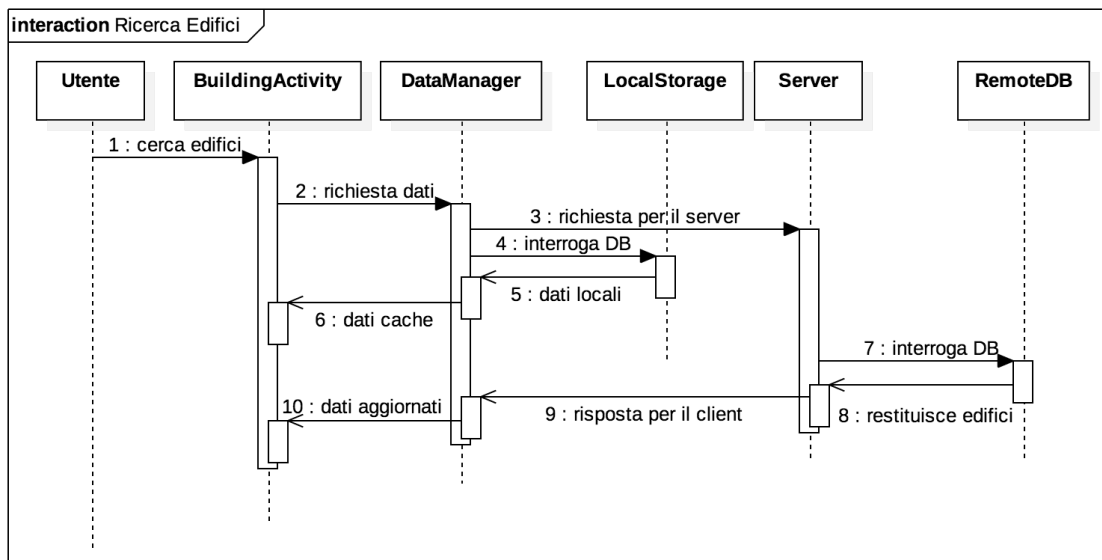 interaction Ricerca Edifici
Utente
BuildingActivity
DataManager
LocalStorage
Server
RemoteDB
1 : cerca edifici
2 : richiesta dati
3 : richiesta per il server
4 : interroga DB
5 : dati locali
6 : dati cache
7 : interroga DB
8 : restituisce edifici
9 : risposta per il client
10 : dati aggiornati